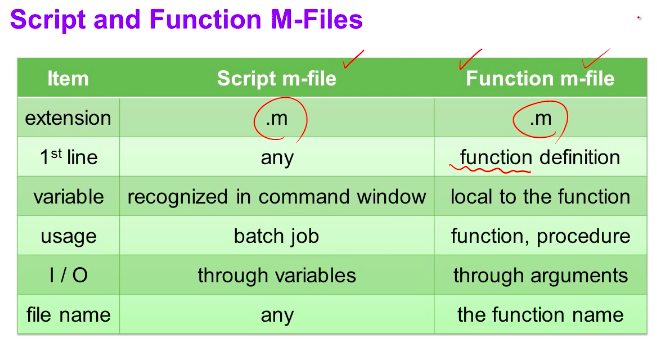 Script and Function M-Files
Item Script m-file Function m-file
extension .m .m
1st line any function definition
variable recognized in command window local to the function
usage batch job function, procedure
I / O through variables through arguments
file name any the function name